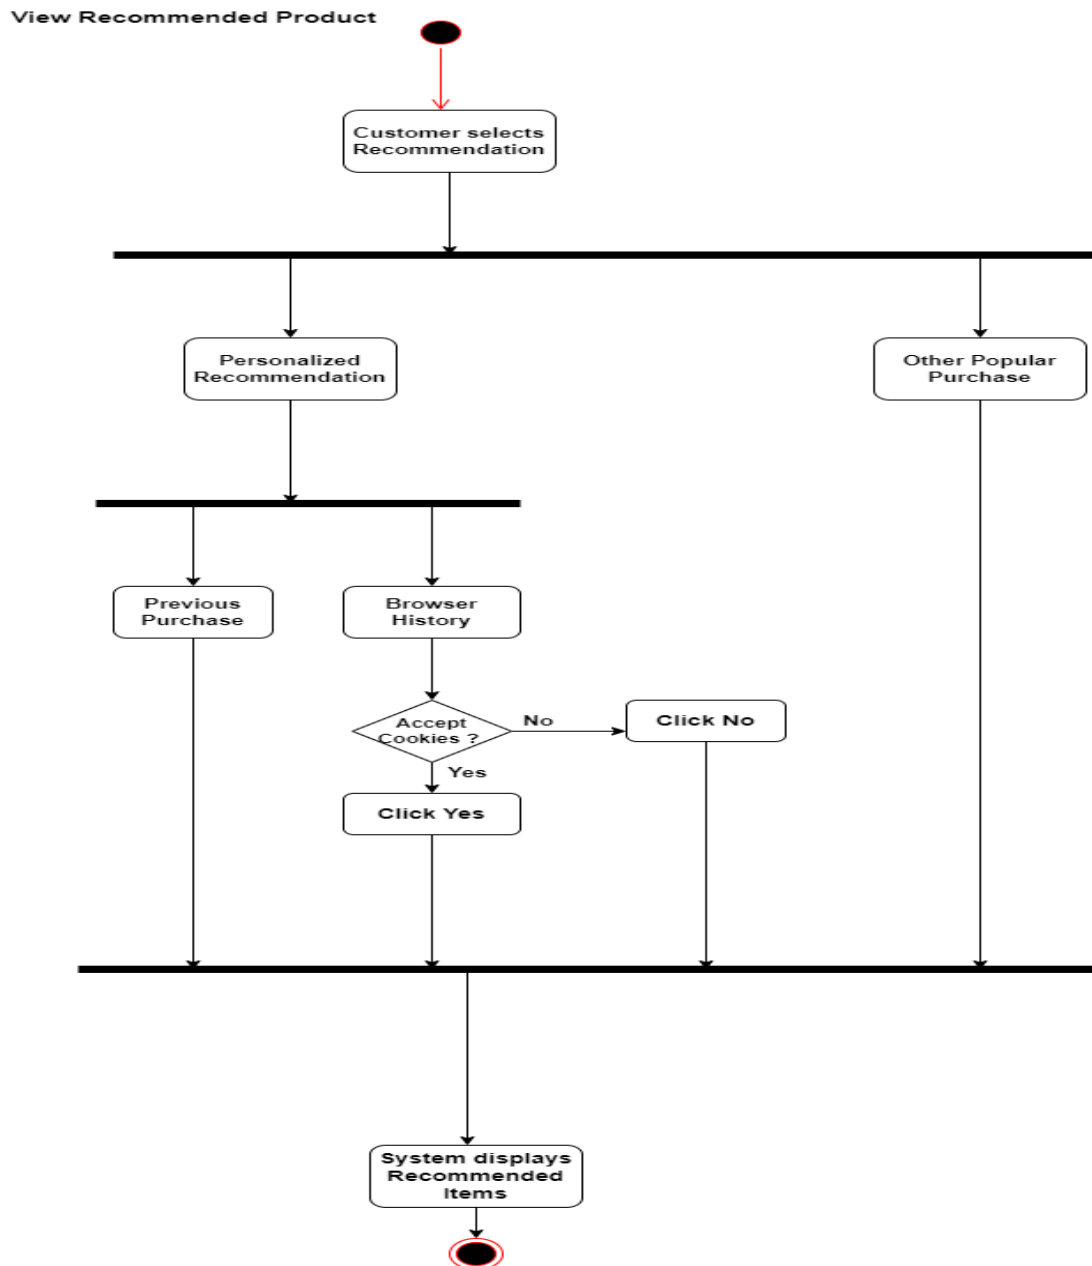 View Recommended Product
Customer selects
Recommendation
Personalized
Recommendation
Other Popular
Purchase
Previous
Purchase
Browser
History
Accept
Cookies ?
No
Click No
Yes
Click Yes
System displays
Recommended
Items